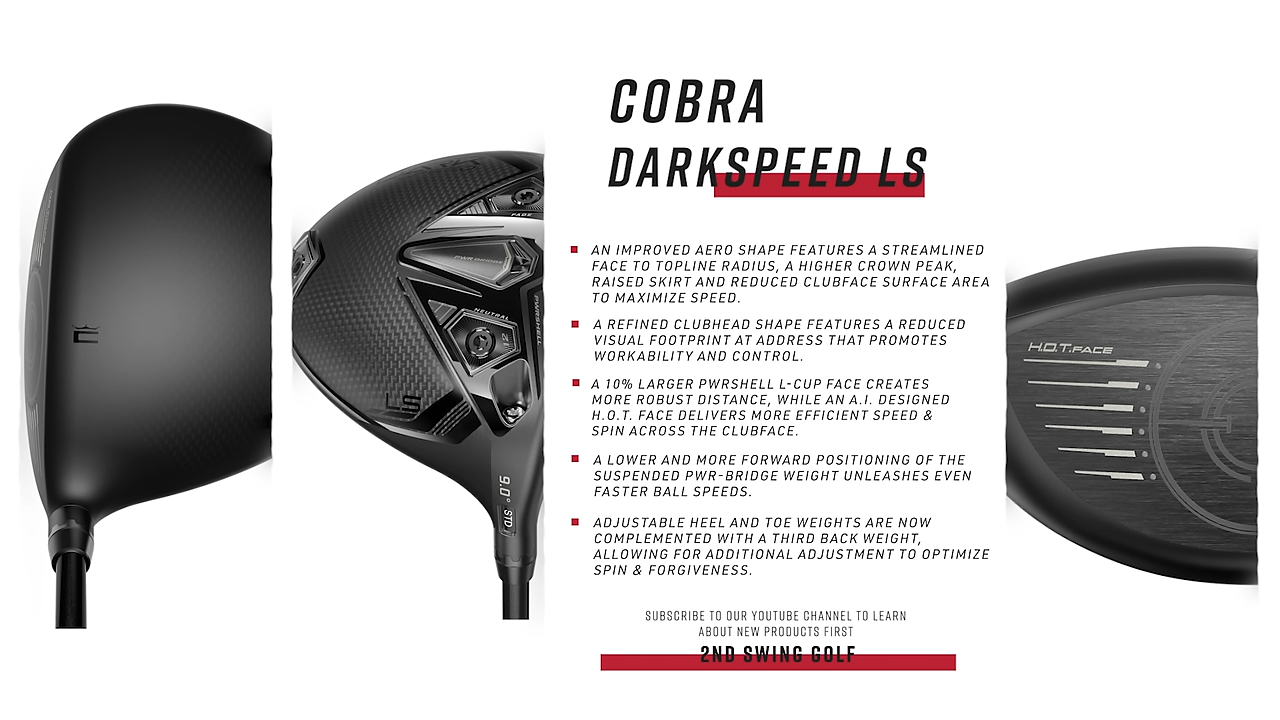 COBRA
DARKSPEED LS
AN IMPROVED AERO SHAPE FEATURES A STREAMLINED
FACE TO TOPLINE RADIUS, A HIGHER CROWN PEAK,
RAISED SKIRT AND REDUCED CLUBFACE SURFACE AREA
TO MAXIMIZE SPEED.
A REFINED CLUBHEAD SHAPE FEATURES A REDUCED
VISUAL FOOTPRINT AT ADDRESS THAT PROMOTES
WORKABILITY AND CONTROL.
A 10% LARGER PWRSHELL L-CUP FACE CREATES
MORE ROBUST DISTANCE, WHILE AN A.I. DESIGNED
H.O.T. FACE DELIVERS MORE EFFICIENT SPEED &
SPIN ACROSS THE CLUBFACE.
A LOWER AND MORE FORWARD POSITIONING OF THE
SUSPENDED PWR-BRIDGE WEIGHT UNLEASHES EVEN
FASTER BALL SPEEDS.
ADJUSTABLE HEEL AND TOE WEIGHTS ARE NOW
COMPLEMENTED WITH A THIRD BACK WEIGHT,
ALLOWING FOR ADDITIONAL ADJUSTMENT TO OPTIMIZE
SPIN & FORGIVENESS.
SUBSCRIBE TO OUR YOUTUBE CHANNEL TO LEARN
ABOUT NEW PRODUCTS FIRST
2ND SWING GOLF
FADE
PWR-BRIDGE
PWRSHELL
NEUTRAL
12
LS
9.0°
STD
H.O.T. FACE